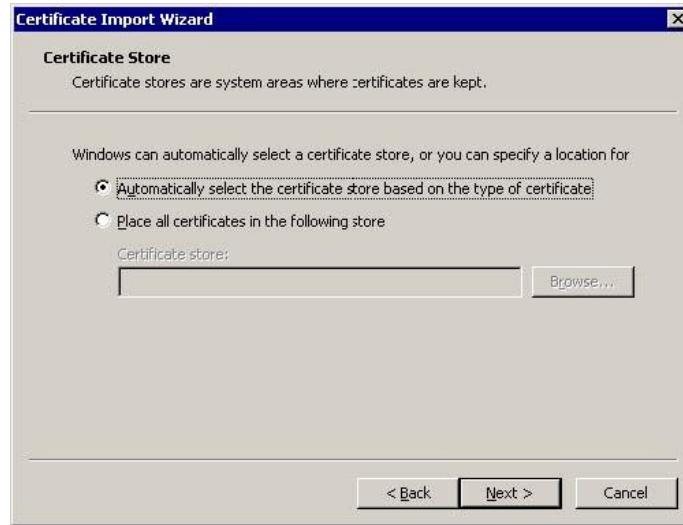 Certificate Import Wizard
Certificate Store
Certificate stores are system areas where certificates are kept.
Windows can automatically select a certificate store, or you can specify a location for
Automatically select the certificate store based on the type of certificate
Place all certificates in the following store
Certificate store:
Browse...
< Back Next > Cancel